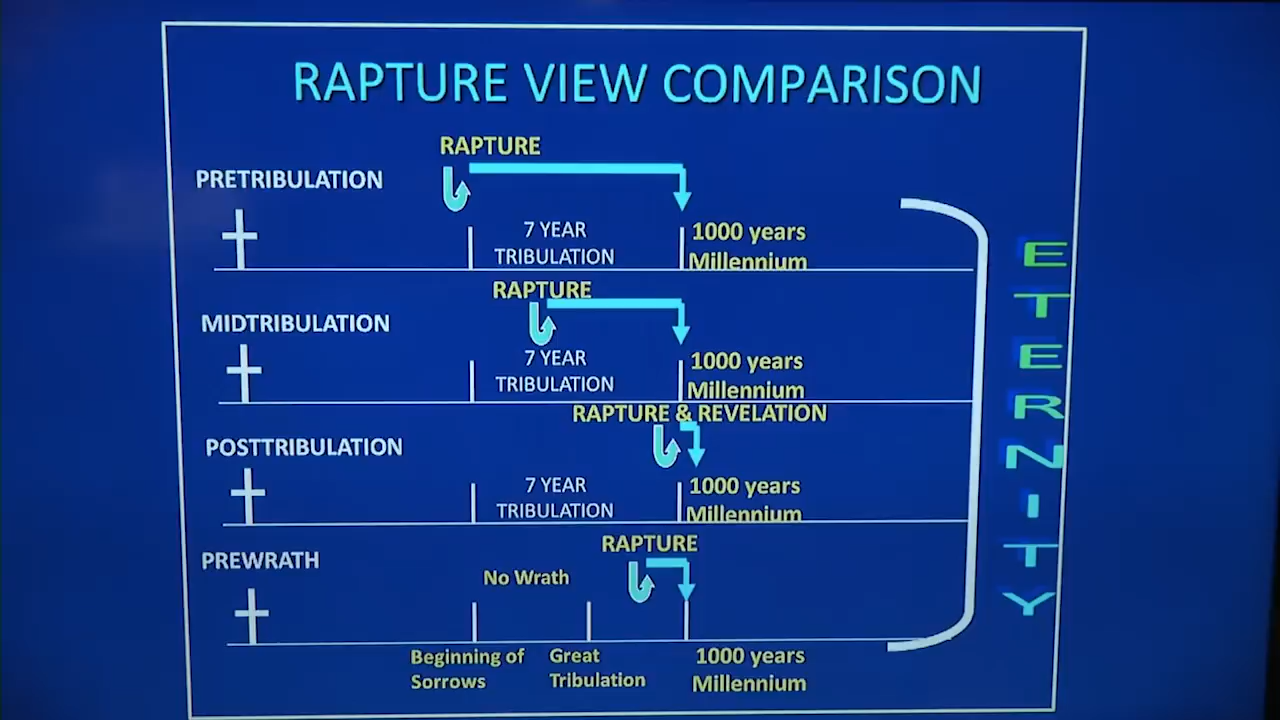 RAPTURE VIEW COMPARISON
RAPTURE
PRETRIBULATION
7 YEAR
TRIBULATION
1000 years
Millennium
RAPTURE
MIDTRIBULATION
7 YEAR
TRIBULATION
1000 years
Millennium
RAPTURE & REVELATION
POSTTRIBULATION
7 YEAR
TRIBULATION
1000 years
Millennium
RAPTURE
PREWRATH
No Wrath
Beginning of
Sorrows
Great
Tribulation
1000 years
Millennium
ETERNITY